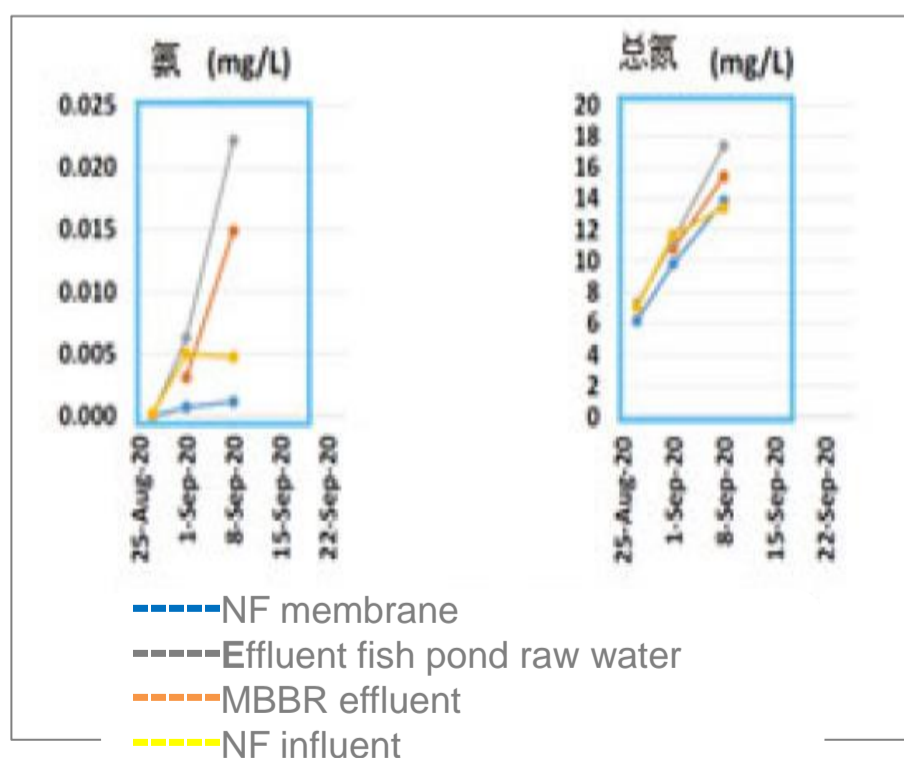 (mg/L)
0.025
0.020
0.015
0.010
0.005
0.000
25-Aug-20
1-Sep-20
8-Sep-20
15-Sep-20
22-Sep-20
总氮 (mg/L)
20
18
16
14
12
10
8
6
4
2
0
25-Aug-20
1-Sep-20
8-Sep-20
15-Sep-20
22-Sep-20
NF membrane
Effluent fish pond raw water
MBBR effluent
NF influent